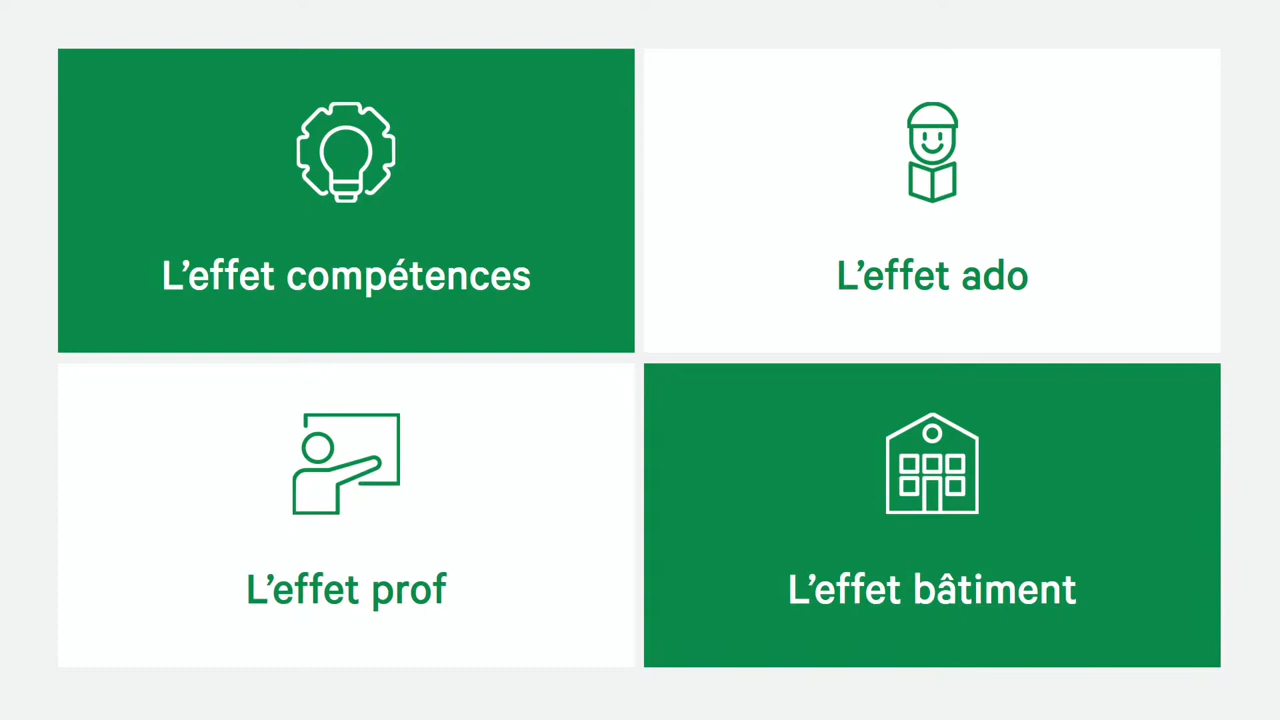 L’effet compétences
L’effet ado
L’effet prof
L’effet bâtiment